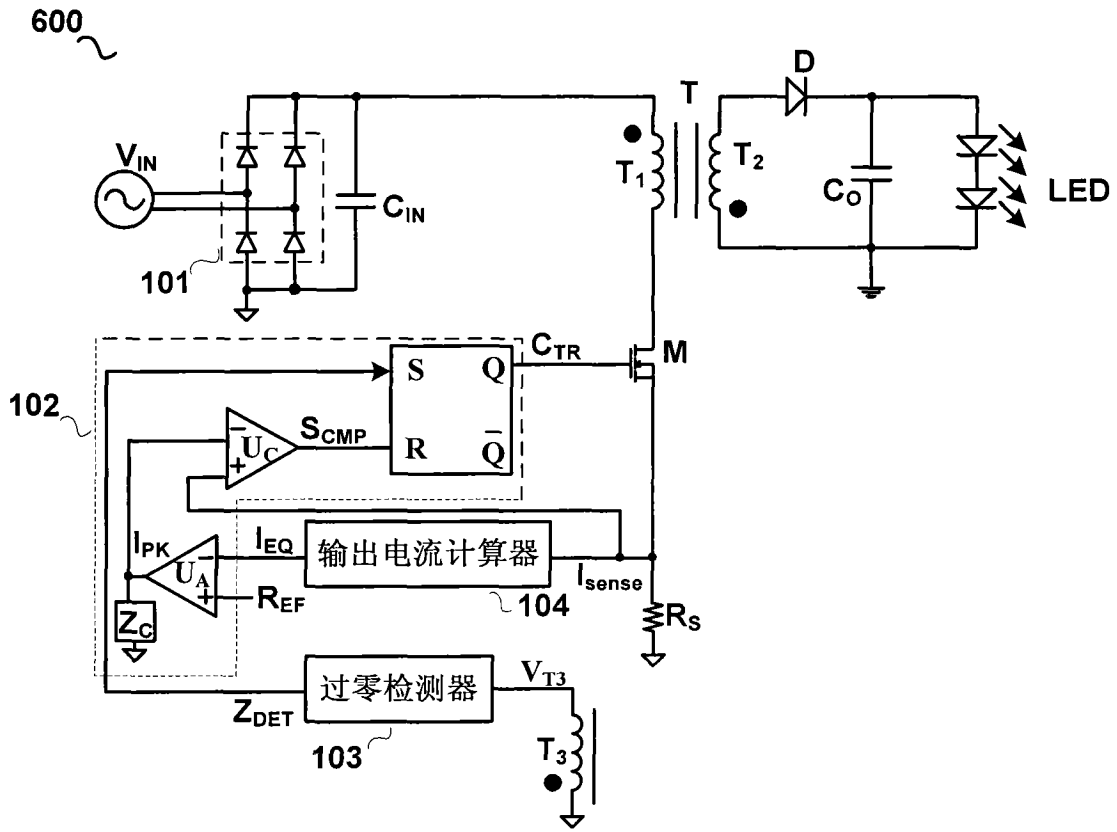 600
V_IN
101
C_IN
T
T_1
T_2
D
C_O
LED
102
S
Q
C_TR
M
U_C
−
+
S_CMP
R
Q̅
I_PK
U_A
−
+
I_EQ
R_EF
输出电流计算器
104
I_sense
R_S
Z_C
Z_DET
过零检测器
103
V_T3
T_3